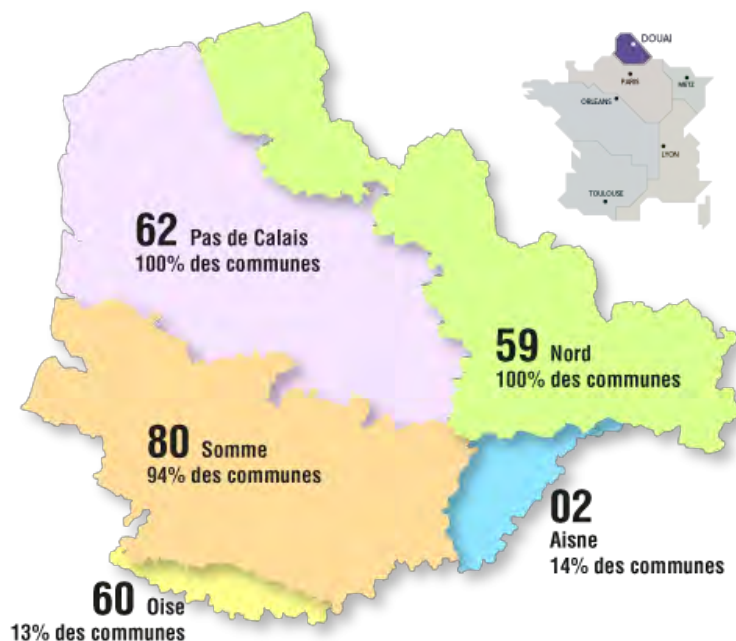 DOUAI
PARIS
METZ
ORLEANS
LYON
TOULOUSE
62 Pas de Calais
100% des communes
59 Nord
100% des communes
80 Somme
94% des communes
02
Aisne
14% des communes
60 Oise
13% des communes